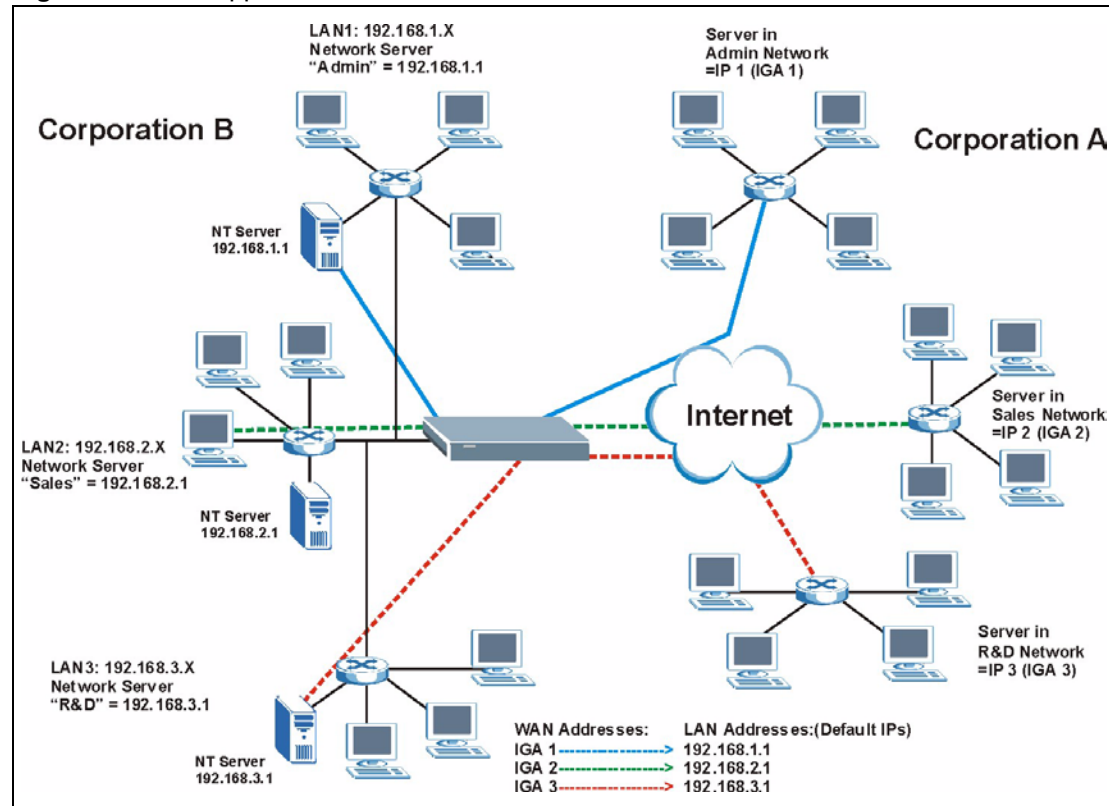 LAN1: 192.168.1.X
Network Server
“Admin” = 192.168.1.1
Server in
Admin Network
=IP 1 (IGA 1)
Corporation B
Corporation A
NT Server
192.168.1.1
Internet
Server in
Sales Network
=IP 2 (IGA 2)
LAN2: 192.168.2.X
Network Server
“Sales” = 192.168.2.1
NT Server
192.168.2.1
LAN3: 192.168.3.X
Network Server
“R&D” = 192.168.3.1
Server in
R&D Network
=IP 3 (IGA 3)
NT Server
192.168.3.1
WAN Addresses: LAN Addresses:(Default IPs)
IGA 1 192.168.1.1
IGA 2 192.168.2.1
IGA 3 192.168.3.1